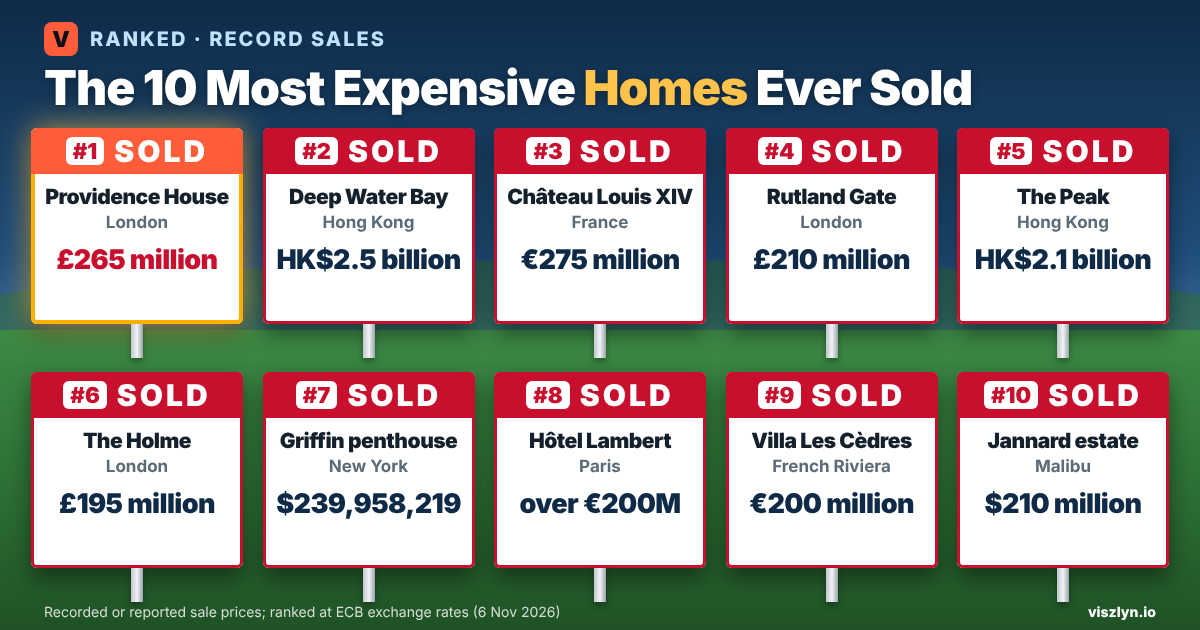 V RANKED · RECORD SALES
The 10 Most Expensive Homes Ever Sold
#1 SOLD
Providence House
London
£265 million
#2 SOLD
Deep Water Bay
Hong Kong
HK$2.5 billion
#3 SOLD
Château Louis XIV
France
€275 million
#4 SOLD
Rutland Gate
London
£210 million
#5 SOLD
The Peak
Hong Kong
HK$2.1 billion
#6 SOLD
The Holme
London
£195 million
#7 SOLD
Griffin penthouse
New York
$239,958,219
#8 SOLD
Hôtel Lambert
Paris
over €200M
#9 SOLD
Villa Les Cèdres
French Riviera
€200 million
#10 SOLD
Jannard estate
Malibu
$210 million
Recorded or reported sale prices; ranked at ECB exchange rates (6 Nov 2026)
viszlyn.io